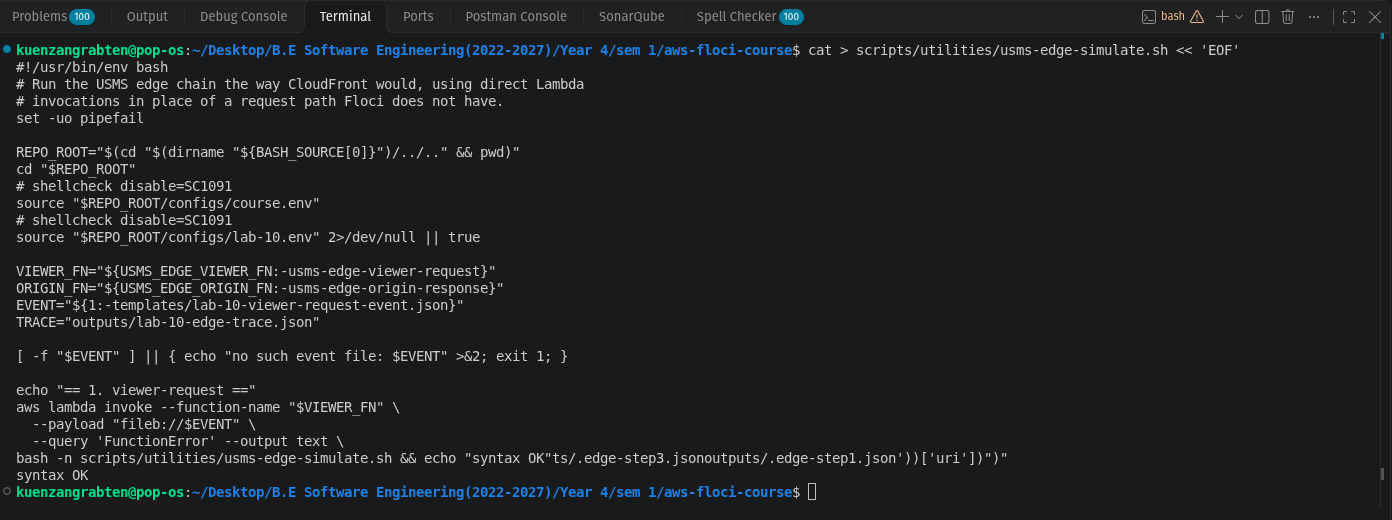 Problems 100 Output Debug Console Terminal Ports Postman Console SonarQube Spell Checker 100 bash
kuenzangrabten@pop-os:~/Desktop/B.E Software Engineering(2022-2027)/Year 4/sem 1/aws-floci-course$ cat > scripts/utilities/usms-edge-simulate.sh << 'EOF'
#!/usr/bin/env bash
# Run the USMS edge chain the way CloudFront would, using direct Lambda
# invocations in place of a request path Floci does not have.
set -uo pipefail

REPO_ROOT="$(cd "$(dirname "${BASH_SOURCE[0]}")/../.." && pwd)"
cd "$REPO_ROOT"
# shellcheck disable=SC1091
source "$REPO_ROOT/configs/course.env"
# shellcheck disable=SC1091
source "$REPO_ROOT/configs/lab-10.env" 2>/dev/null || true

VIEWER_FN="${USMS_EDGE_VIEWER_FN:-usms-edge-viewer-request}"
ORIGIN_FN="${USMS_EDGE_ORIGIN_FN:-usms-edge-origin-response}"
EVENT="${1:-templates/lab-10-viewer-request-event.json}"
TRACE="outputs/lab-10-edge-trace.json"

[ -f "$EVENT" ] || { echo "no such event file: $EVENT" >&2; exit 1; }

echo "== 1. viewer-request =="
aws lambda invoke --function-name "$VIEWER_FN" \
  --payload "fileb://$EVENT" \
  --query 'FunctionError' --output text \
bash -n scripts/utilities/usms-edge-simulate.sh && echo "syntax OK"ts/.edge-step3.jsonoutputs/.edge-step1.json'))['uri'])")"
syntax OK
kuenzangrabten@pop-os:~/Desktop/B.E Software Engineering(2022-2027)/Year 4/sem 1/aws-floci-course$